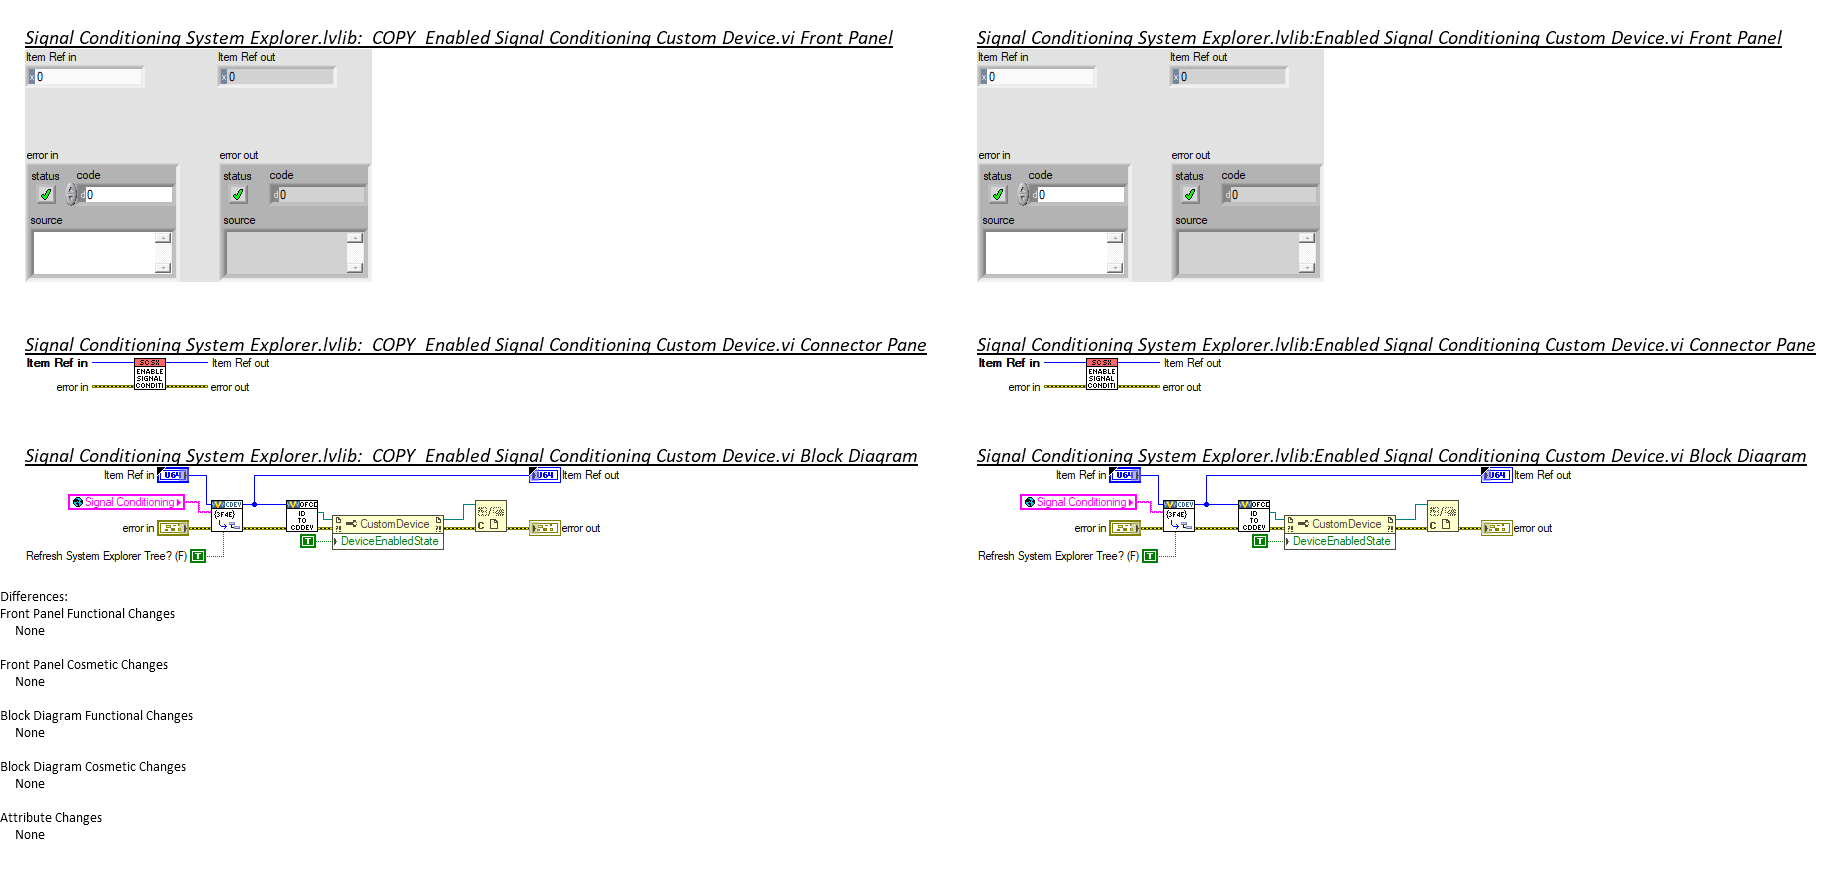 Signal Conditioning System Explorer.lvlib:  COPY  Enabled Signal Conditioning Custom Device.vi Front Panel
Item Ref in
Item Ref out
x 0
x 0
error in
error out
status
code
status
code
d 0
d 0
source
source
Signal Conditioning System Explorer.lvlib:  COPY  Enabled Signal Conditioning Custom Device.vi Connector Pane
Item Ref in
SC SX
Item Ref out
ENABLE
SIGNAL
error in
CONDITI
error out
Signal Conditioning System Explorer.lvlib:  COPY  Enabled Signal Conditioning Custom Device.vi Block Diagram
Item Ref in
U64
U64
Item Ref out
Signal Conditioning
CDEV
{3F4E}
ID
TO
CDDEV
CustomDevice
C
error in
error out
T
DeviceEnabledState
Refresh System Explorer Tree? (F)
T
Signal Conditioning System Explorer.lvlib:Enabled Signal Conditioning Custom Device.vi Front Panel
Item Ref in
Item Ref out
x 0
x 0
error in
error out
status
code
status
code
d 0
d 0
source
source
Signal Conditioning System Explorer.lvlib:Enabled Signal Conditioning Custom Device.vi Connector Pane
Item Ref in
SC SX
Item Ref out
ENABLE
SIGNAL
error in
CONDITI
error out
Signal Conditioning System Explorer.lvlib:Enabled Signal Conditioning Custom Device.vi Block Diagram
Item Ref in
U64
U64
Item Ref out
Signal Conditioning
CDEV
{3F4E}
ID
TO
CDDEV
CustomDevice
C
error in
error out
T
DeviceEnabledState
Refresh System Explorer Tree? (F)
T
Differences:
Front Panel Functional Changes
None
Front Panel Cosmetic Changes
None
Block Diagram Functional Changes
None
Block Diagram Cosmetic Changes
None
Attribute Changes
None